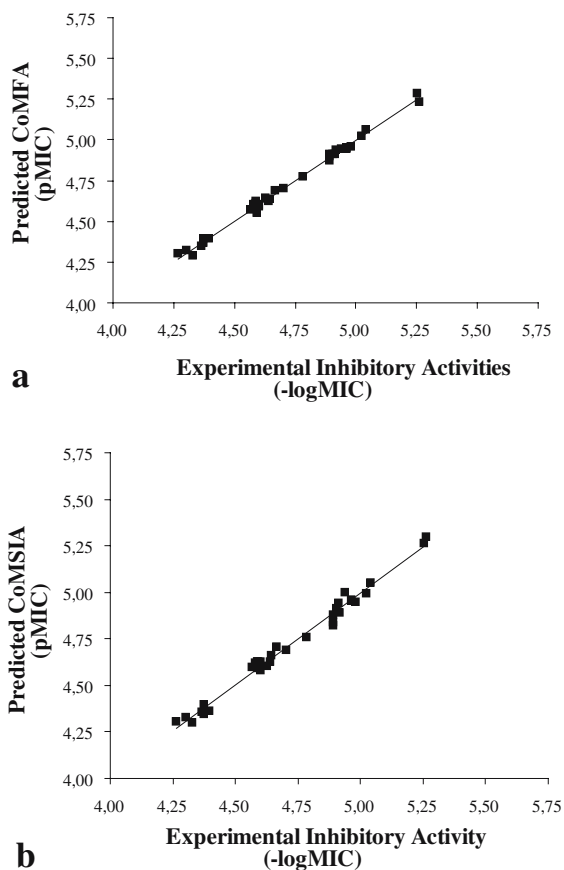 Predicted CoMFA
(pMIC)
5,75
5,50
5,25
5,00
4,75
4,50
4,25
4,00
4,00 4,25 4,50 4,75 5,00 5,25 5,50 5,75
Experimental Inhibitory Activities
(-logMIC)
a
Predicted CoMSIA
(pMIC)
5,75
5,50
5,25
5,00
4,75
4,50
4,25
4,00
4,00 4,25 4,50 4,75 5,00 5,25 5,50 5,75
Experimental Inhibitory Activity
(-logMIC)
b